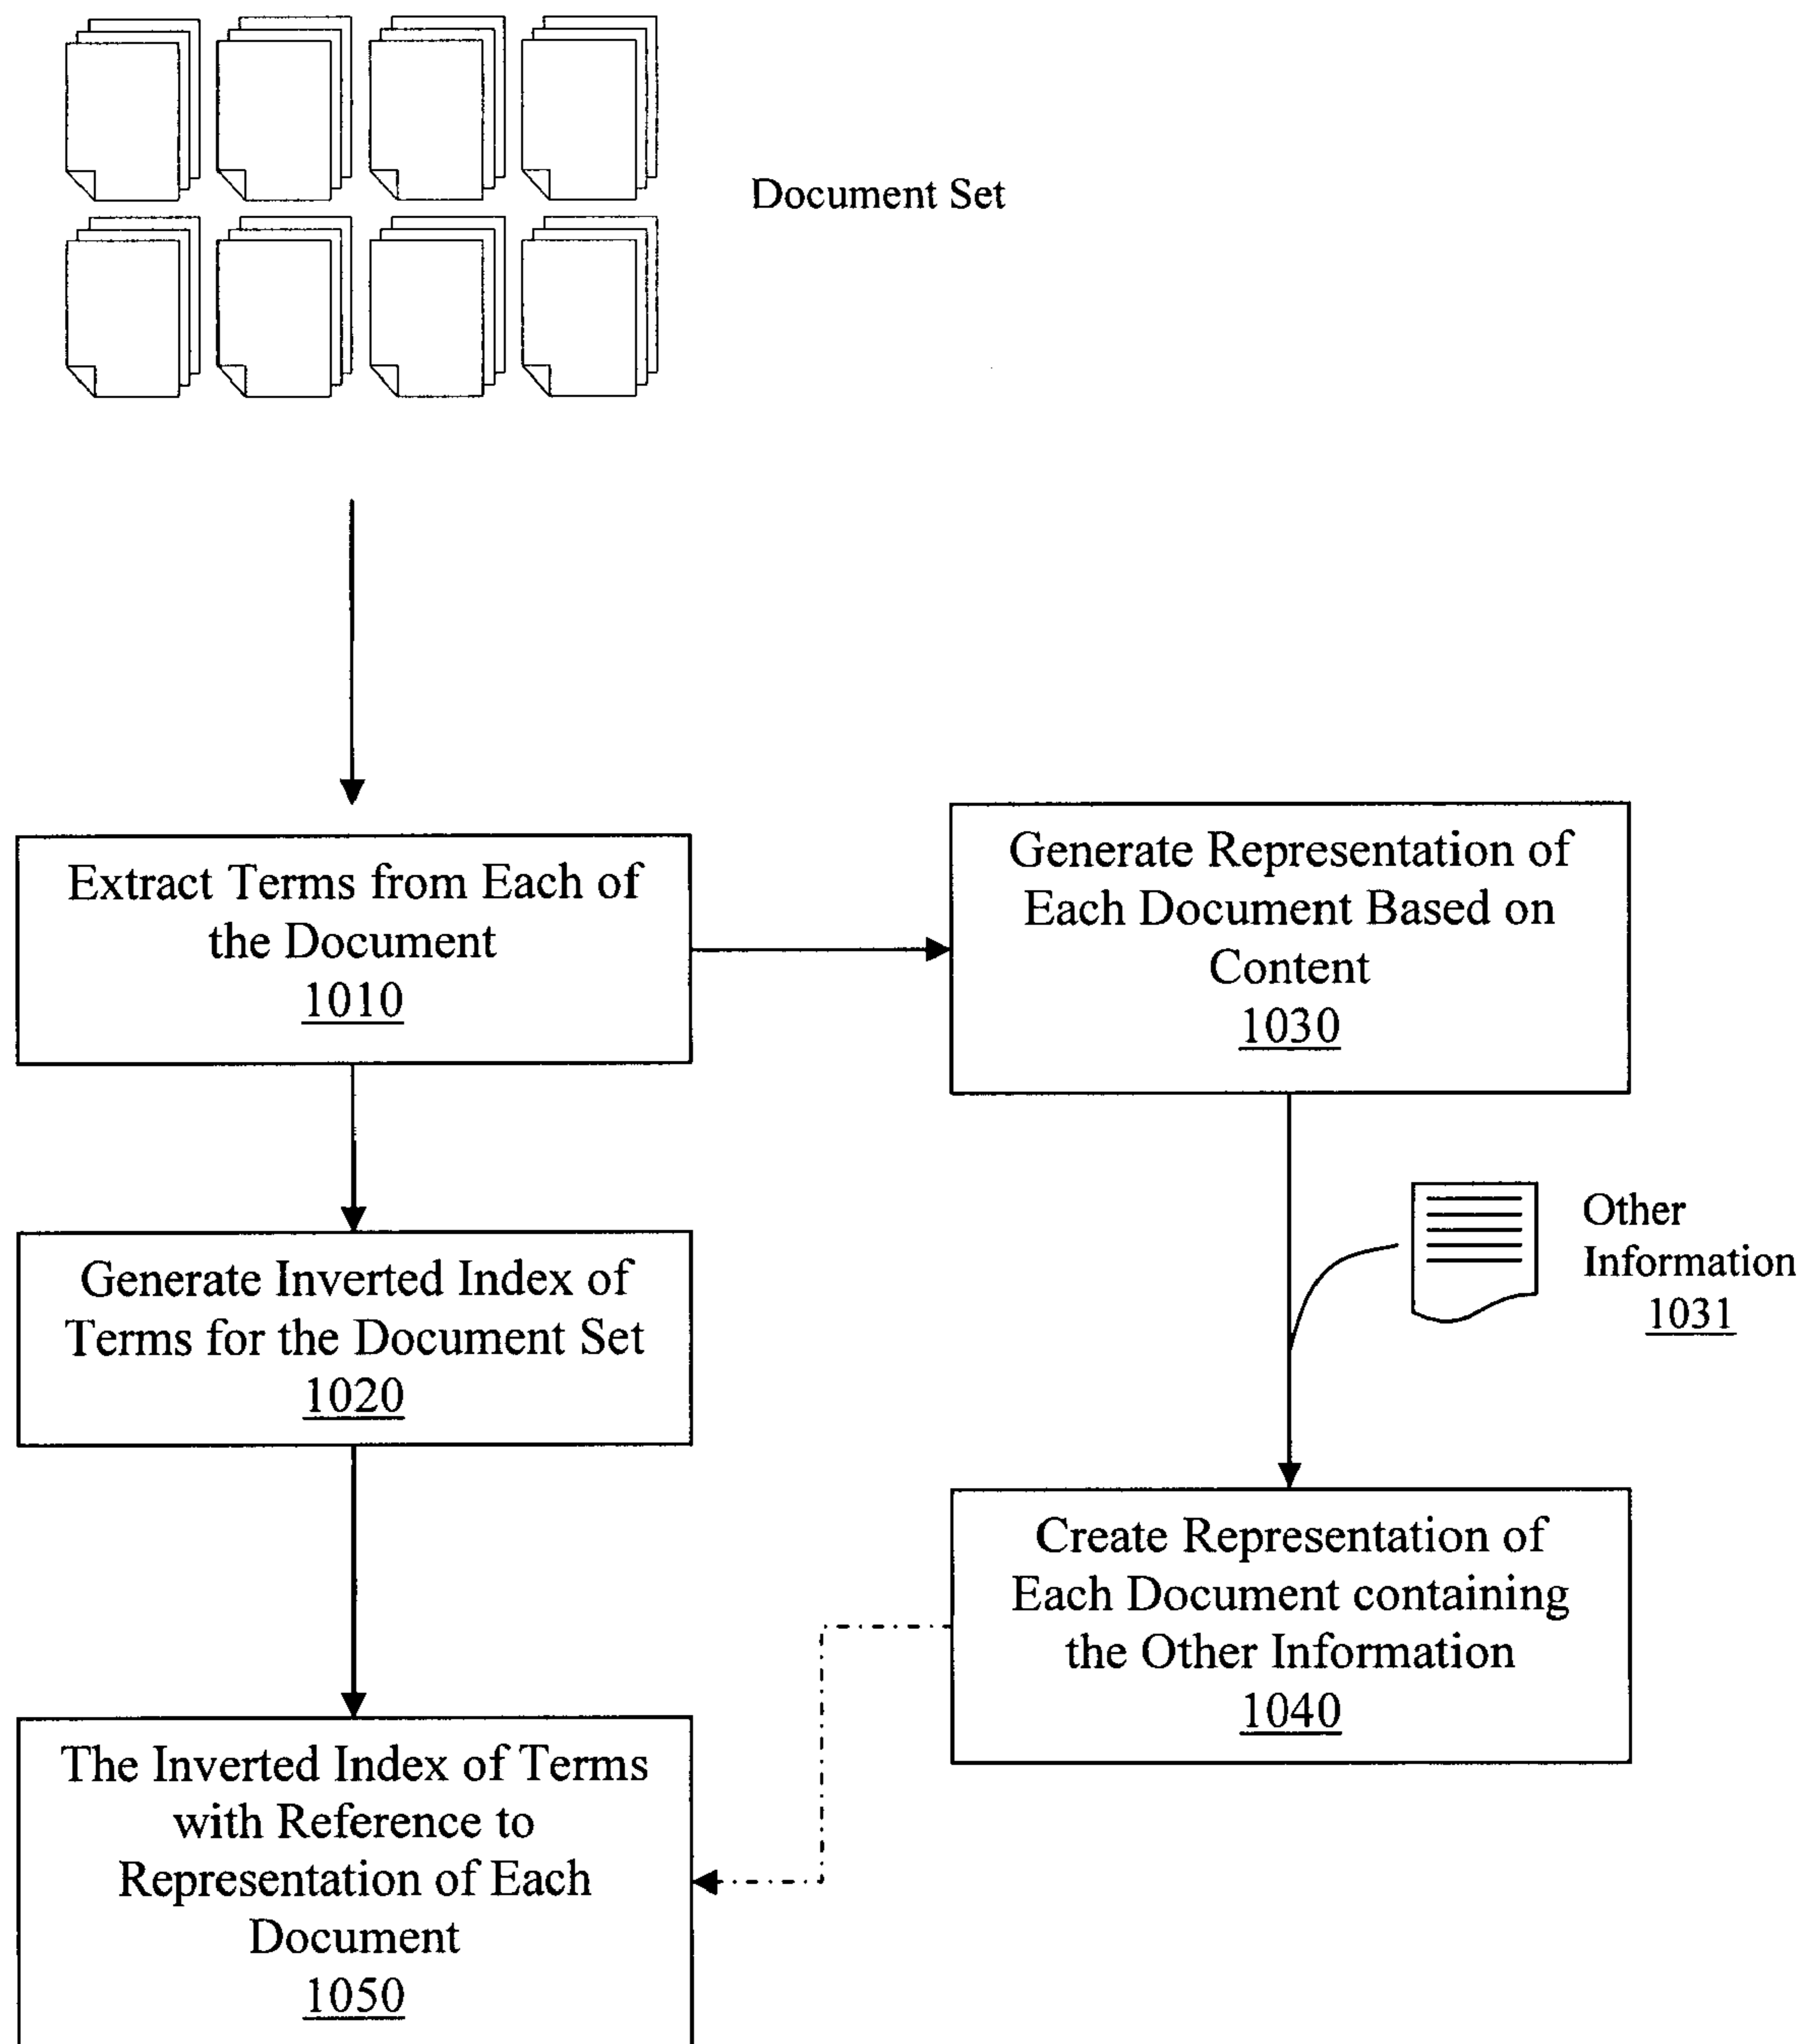 Document Set
Extract Terms from Each of
the Document
1010
Generate Representation of
Each Document Based on
Content
1030
Other
Information
1031
Generate Inverted Index of
Terms for the Document Set
1020
Create Representation of
Each Document containing
the Other Information
1040
The Inverted Index of Terms
with Reference to
Representation of Each
Document
1050